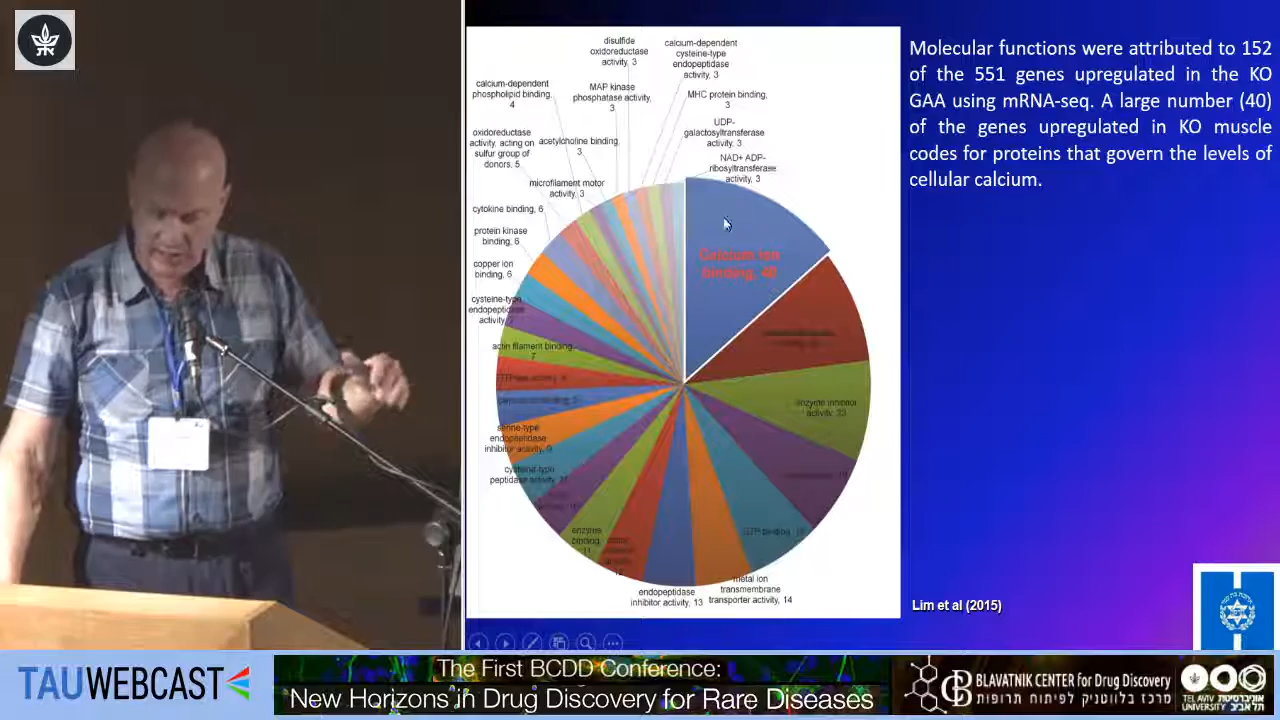 disulfide
oxidoreductase
activity, 3
calcium-dependent
cysteine-type
endopeptidase
activity, 3
calcium-dependent
phospholipid binding,
4
MAP kinase
phosphatase activity,
3
MHC protein binding,
3
UDP-
galactosyltransferase
activity, 3
oxidoreductase
activity, acting on
sulfur group of
donors, 5
acetylcholine binding,
3
NAD+ ADP-
ribosyltransferase
activity, 3
microfilament motor
activity, 3
cytokine binding, 6
protein kinase
binding, 6
copper ion
binding, 6
cysteine-type
endopeptidase
activity,
actin filament binding,
7
serine-type
endopeptidase
inhibitor activity, 9
cysteine-type
peptidase activity,
enzyme
binding,
11
endopeptidase
inhibitor activity, 13
metal ion
transmembrane
transporter activity, 14
GTP binding,
enzyme inhibitor
activity, 23
Calcium ion
binding, 40
Molecular functions were attributed to 152
of the 551 genes upregulated in the KO
GAA using mRNA-seq. A large number (40)
of the genes upregulated in KO muscle
codes for proteins that govern the levels of
cellular calcium.
Lim et al (2015)
TAUWEBCAST
The First BCDD Conference:
New Horizons in Drug Discovery for Rare Diseases
BLAVATNIK CENTER for Drug Discovery
מרכז בלווטניק לפיתוח תרופות
TEL AVIV אוניברסיטת
UNIVERSITY תל אביב